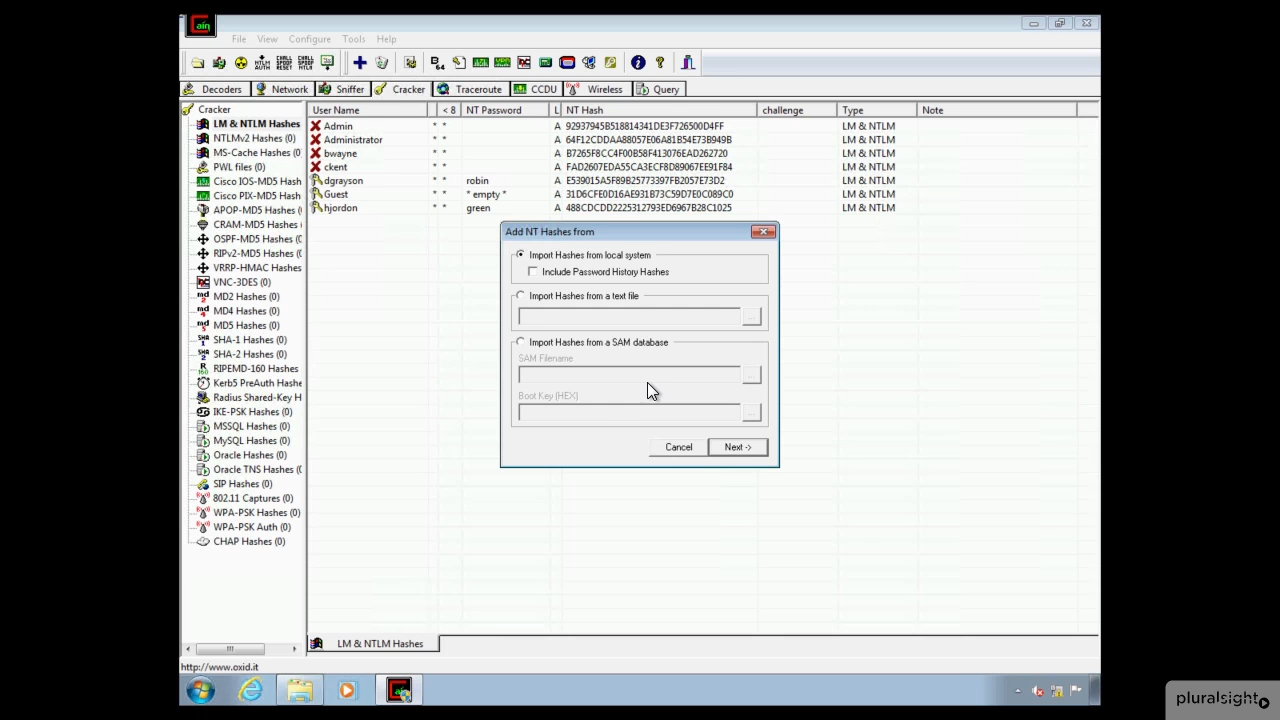 File View Configure Tools Help
Decoders Network Sniffer Cracker Traceroute CCDU Wireless Query
Cracker
LM & NTLM Hashes
NTLMv2 Hashes (0)
MS-Cache Hashes (0
PWL files (0)
Cisco IOS-MD5 Hash
Cisco PIX-MD5 Hash
APOP-MD5 Hashes (
CRAM-MD5 Hashes (
OSPF-MD5 Hashes (0
RIPv2-MD5 Hashes (
VRRP-HMAC Hashes
VNC-3DES (0)
MD2 Hashes (0)
MD4 Hashes (0)
MD5 Hashes (0)
SHA-1 Hashes (0)
SHA-2 Hashes (0)
RIPEMD-160 Hashes
Kerb5 PreAuth Hashe
Radius Shared-Key H
IKE-PSK Hashes (0)
MSSQL Hashes (0)
MySQL Hashes (0)
Oracle Hashes (0)
Oracle TNS Hashes (
SIP Hashes (0)
802.11 Captures (0)
WPA-PSK Hashes (0)
WPA-PSK Auth (0)
CHAP Hashes (0)
User Name < 8 NT Password L NT Hash challenge Type Note
Admin * * A 92937945B518814341DE3F726500D4FF LM & NTLM
Administrator * * A 64F12CDDAA88057E06A81B54E73B949B LM & NTLM
bwayne * * A B7265F8CC4F00B58F413076EAD262720 LM & NTLM
ckent * * A FAD2607EDA55CA3ECF8D89067EE91F84 LM & NTLM
dgrayson * * robin A E539015A5F89B25773397FB2057E73D2 LM & NTLM
Guest * * * empty * A 31D6CFE0D16AE931B73C59D7E0C089C0 LM & NTLM
hjordon * * green A 488CDCDD2225312793ED6967B28C1025 LM & NTLM
Add NT Hashes from
Import Hashes from local system
Include Password History Hashes
Import Hashes from a text file
Import Hashes from a SAM database
SAM Filename
Boot Key (HEX)
Cancel Next ->
LM & NTLM Hashes
http://www.oxid.it
pluralsight